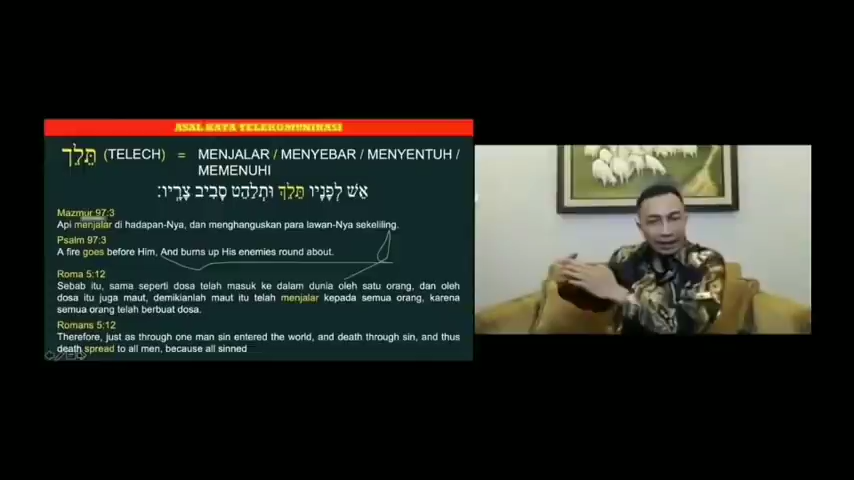 ASAL KATA TELEKOMUNIKASI
תֵּלֵךְ (TELECH) = MENJALAR / MENYEBAR / MENYENTUH /
MEMENUHI
אֵשׁ לְפָנָיו תֵּלֵךְ וּתְלַהֵט סָבִיב צָרָיו׃
Mazmur 97:3
Api menjalar di hadapan-Nya, dan menghanguskan para lawan-Nya sekeliling.
Psalm 97:3
A fire goes before Him, And burns up His enemies round about.
Roma 5:12
Sebab itu, sama seperti dosa telah masuk ke dalam dunia oleh satu orang, dan oleh
dosa itu juga maut, demikianlah maut itu telah menjalar kepada semua orang, karena
semua orang telah berbuat dosa.
Romans 5:12
Therefore, just as through one man sin entered the world, and death through sin, and thus
death spread to all men, because all sinned